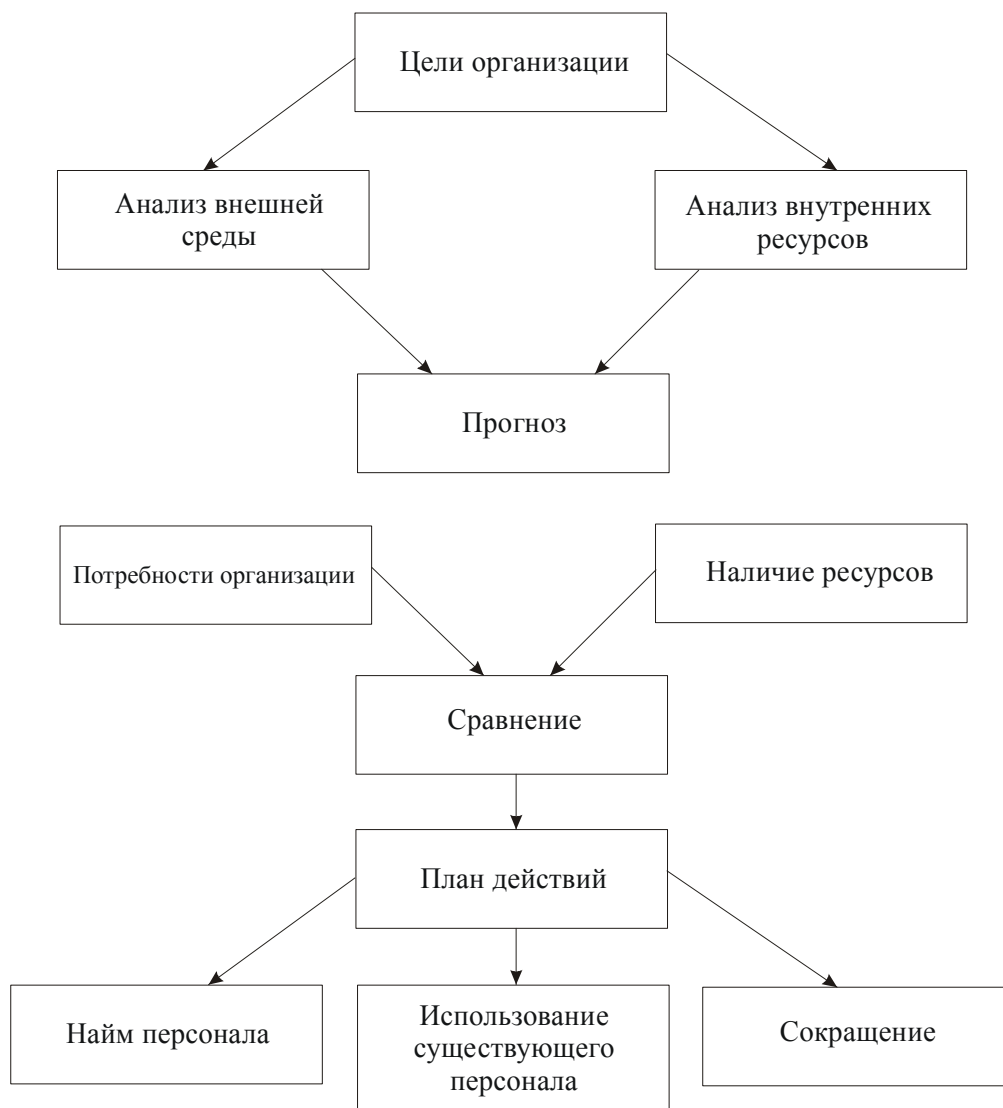 Цели организации
Анализ внешней
среды
Анализ внутренних
ресурсов
Прогноз
Потребности организации
Наличие ресурсов
Сравнение
План действий
Найм персонала
Использование
существующего
персонала
Сокращение